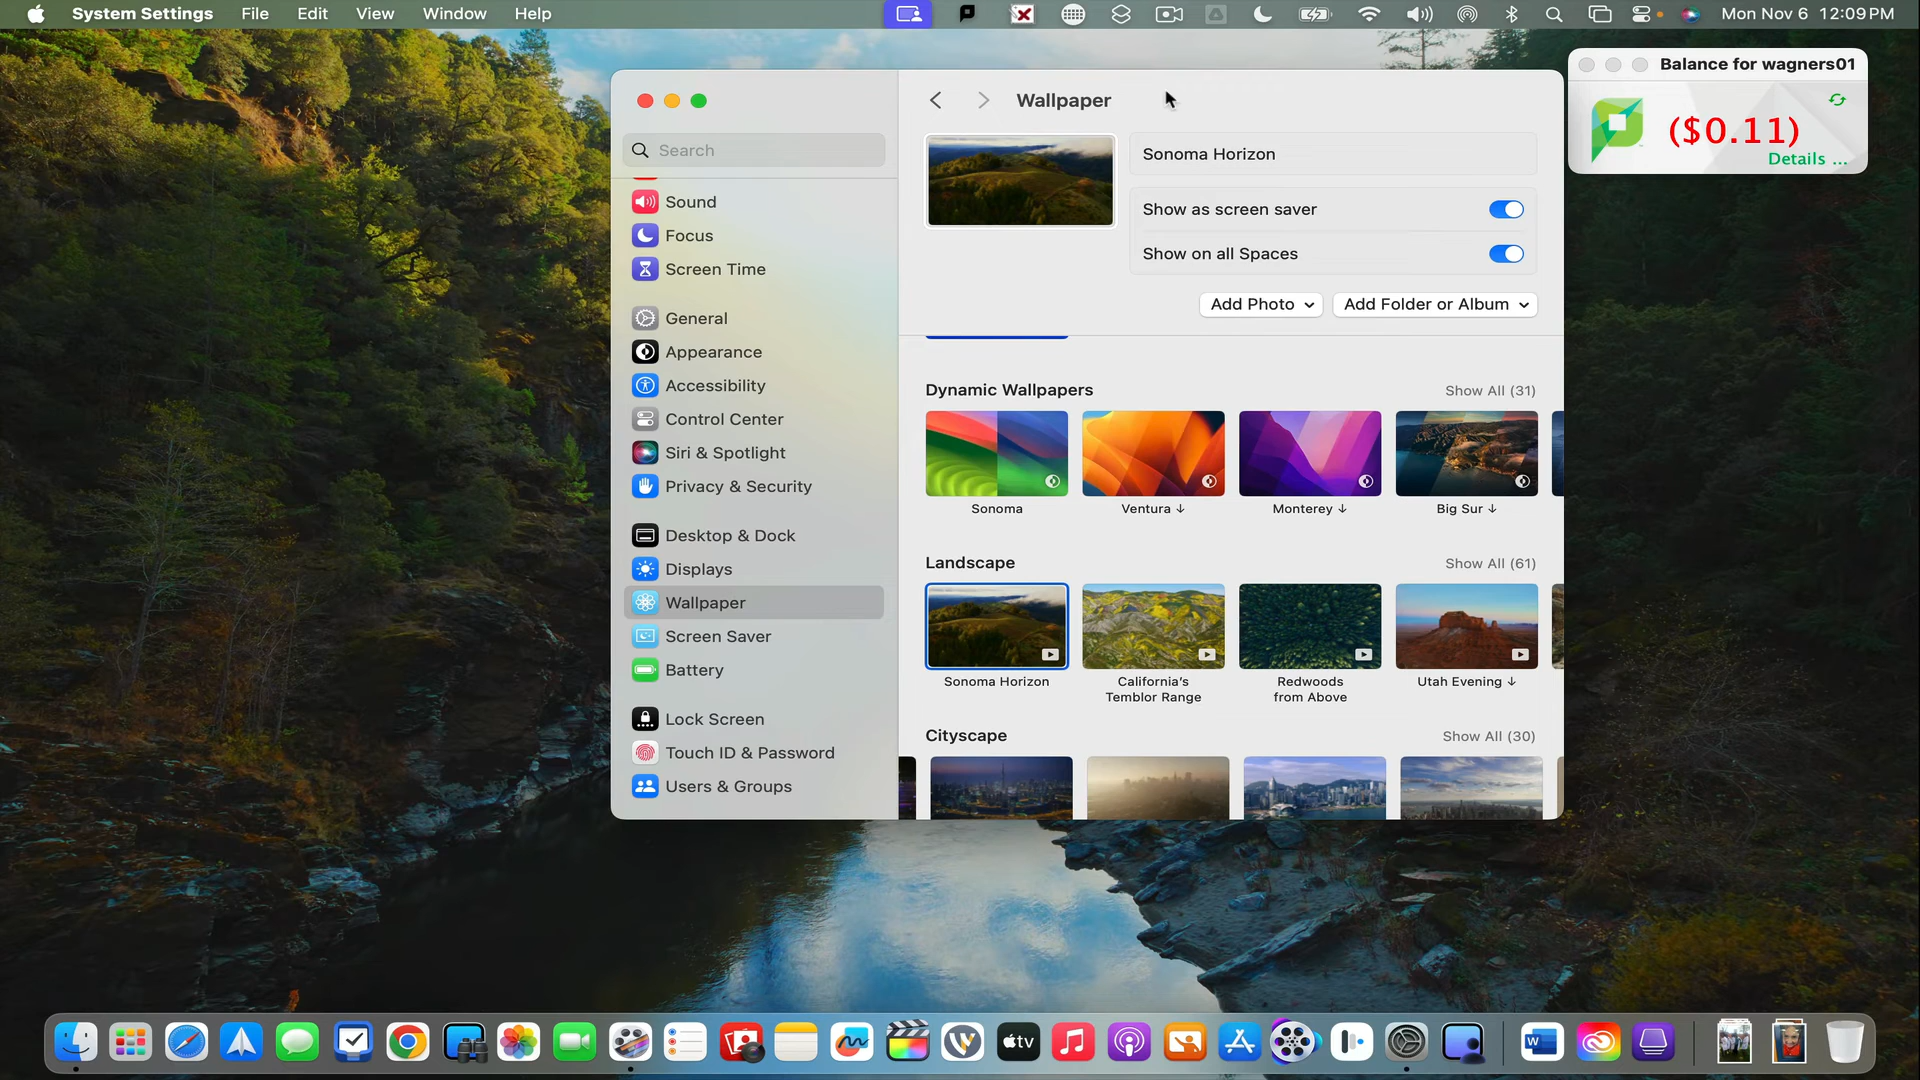 System Settings File Edit View Window Help
Mon Nov 6 12:09 PM
Balance for wagners01
($0.11)
Details ...
Search
Sound
Focus
Screen Time
General
Appearance
Accessibility
Control Center
Siri & Spotlight
Privacy & Security
Desktop & Dock
Displays
Wallpaper
Screen Saver
Battery
Lock Screen
Touch ID & Password
Users & Groups
Wallpaper
Sonoma Horizon
Show as screen saver
Show on all Spaces
Add Photo Add Folder or Album
Dynamic Wallpapers Show All (31)
Sonoma Ventura ↓ Monterey ↓ Big Sur ↓
Landscape Show All (61)
Sonoma Horizon California's Redwoods Utah Evening ↓
Temblor Range from Above
Cityscape Show All (30)
tv
W